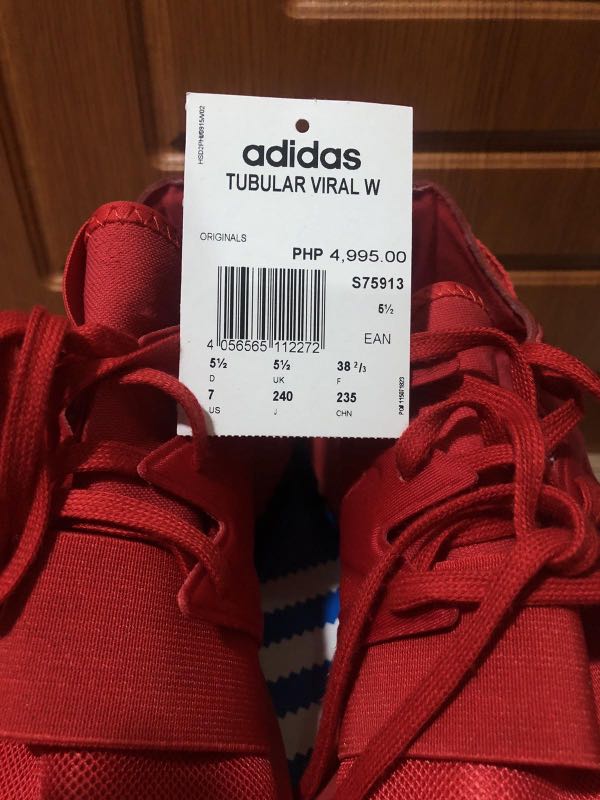 adidas
TUBULAR VIRAL W
ORIGINALS
PHP 4,995.00
S75913
5½
EAN
4 056565 112272
5½ 5½ 38 2/3
D UK F
7 240 235
US J CHN